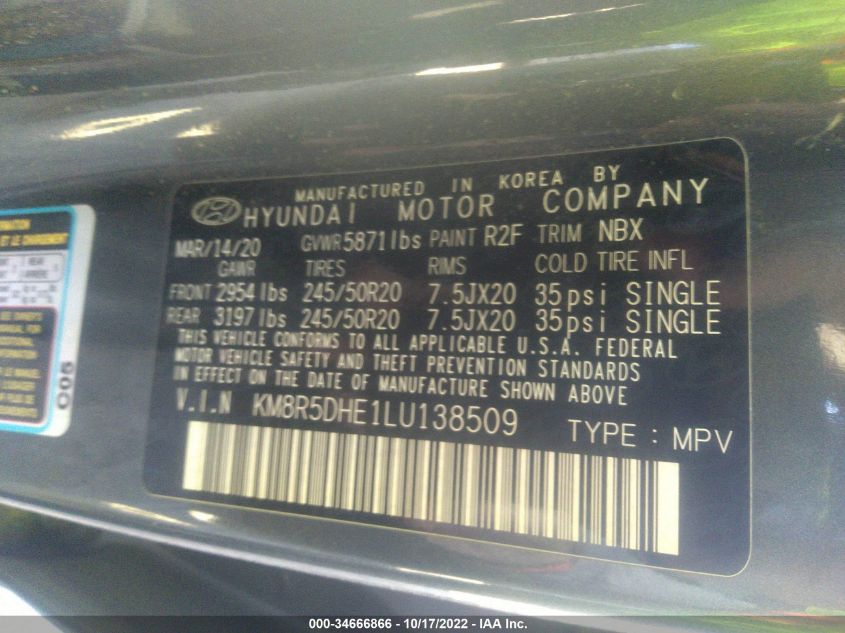 MANUFACTURED IN KOREA BY
HYUNDAI MOTOR COMPANY
MAR/14/20 GVWR 5871 lbs PAINT R2F TRIM NBX
GAWR TIRES RIMS COLD TIRE INFL
FRONT 2954 lbs 245/50R20 7.5JX20 35psi SINGLE
REAR 3197 lbs 245/50R20 7.5JX20 35psi SINGLE
THIS VEHICLE CONFORMS TO ALL APPLICABLE U.S.A. FEDERAL
MOTOR VEHICLE SAFETY AND THEFT PREVENTION STANDARDS
IN EFFECT ON THE DATE OF MANUFACTURE SHOWN ABOVE
V.I.N KM8R5DHE1LU138509 TYPE : MPV
C05
000-34666866 - 10/17/2022 - IAA Inc.